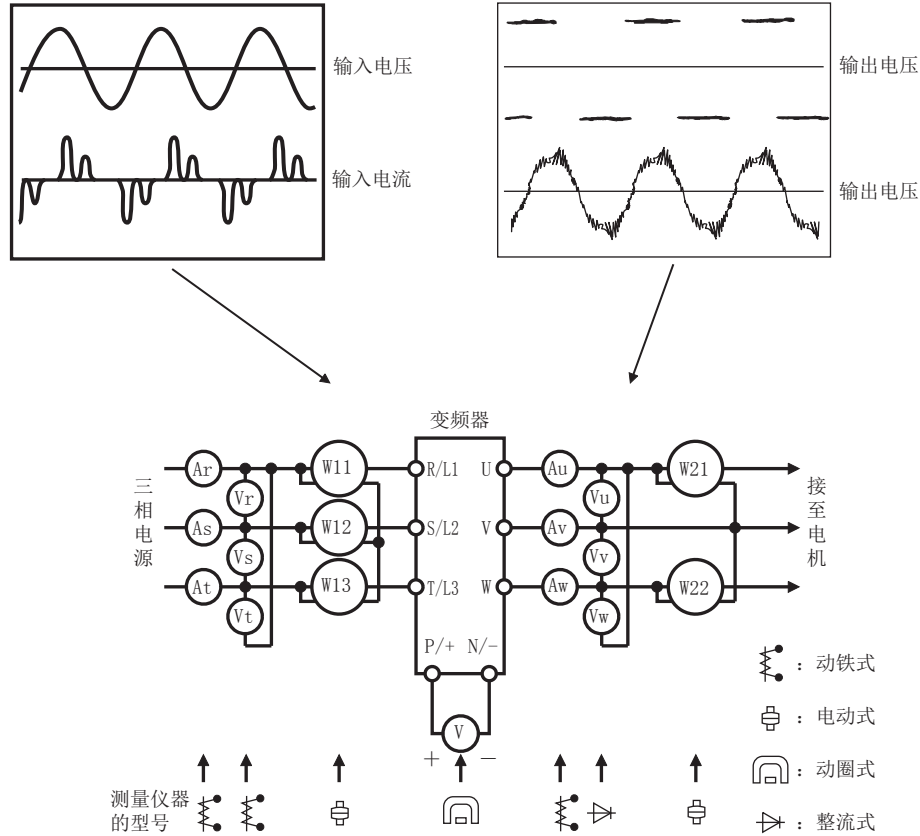 输入电压
输入电流
输出电压
输出电压
变频器
三相电源
Ar
As
At
Vr
Vs
Vt
W11
W12
W13
R/L1
S/L2
T/L3
U
V
W
P/+ N/-
V
+ −
Au
Av
Aw
Vu
Vv
Vw
W21
W22
接至电机
：动铁式
：电动式
：动圈式
：整流式
测量仪器
的型号